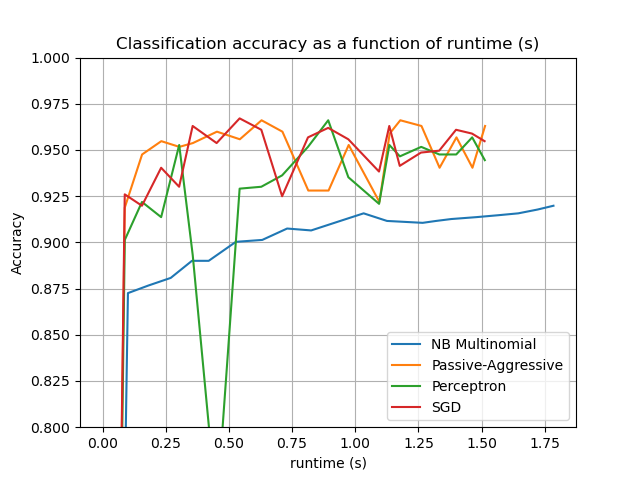 Classification accuracy as a function of runtime (s)
1.000
0.975
0.950
0.925
0.900
0.875
0.850
0.825
0.800
Accuracy
NB Multinomial
Passive-Aggressive
Perceptron
SGD
0.00 0.25 0.50 0.75 1.00 1.25 1.50 1.75
runtime (s)